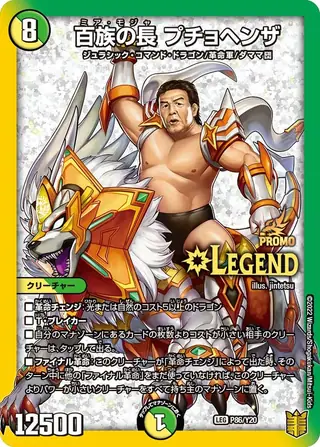 8
ミア・モジャ
百族の長 プチョヘンザ
ジュラシック・コマンド・ドラゴン/革命軍/ダママ団
PROMO
LEGEND
illus. jintetsu
クリーチャー
■革命チェンジ:光または自然のコスト5以上のドラゴン
■T・ブレイカー
■自分のマナゾーンにあるカードの枚数よりコストが小さい相手のクリー
チャーは、タップして出る。
■ファイナル革命:このクリーチャーが「革命チェンジ」によって出た時、そのタ
ーン中に他の「ファイナル革命」をまだ使っていなければ、このクリーチャー
よりパワーが小さいクリーチャーをすべて持ち主のマナゾーンに置く。
12500
1
LEG P86/Y20
©2022 Wizards/Shogakukan/Mitsui-Kids